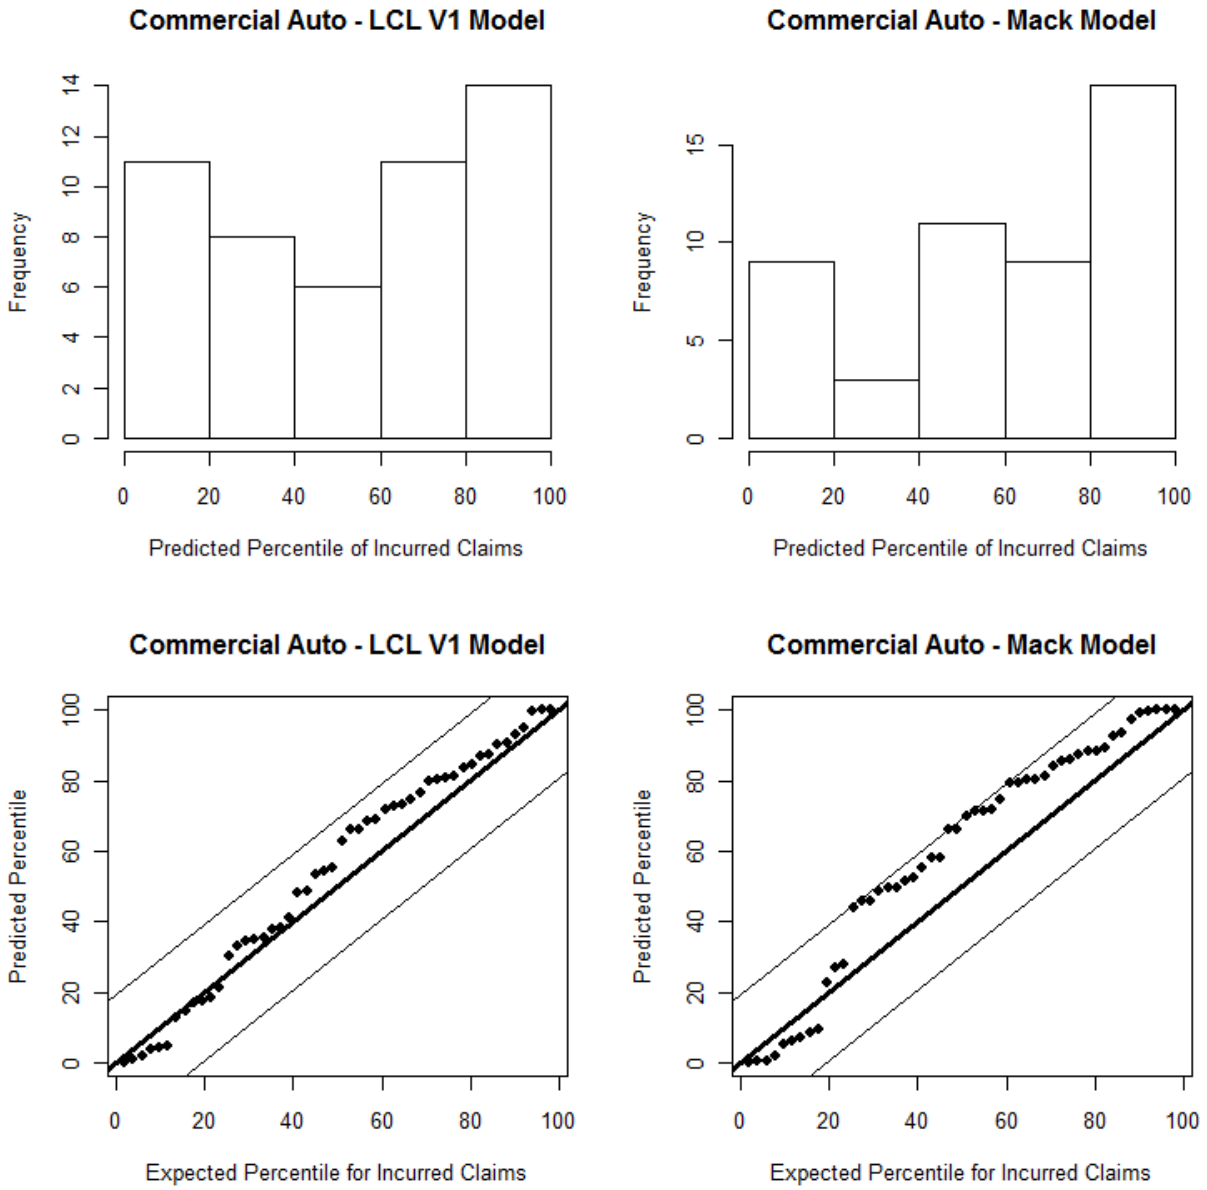 Commercial Auto - LCL V1 Model
Frequency
14
12
10
8
6
4
2
0
0 20 40 60 80 100
Predicted Percentile of Incurred Claims
Commercial Auto - Mack Model
Frequency
15
10
5
0
0 20 40 60 80 100
Predicted Percentile of Incurred Claims
Commercial Auto - LCL V1 Model
Predicted Percentile
100
80
60
40
20
0
0 20 40 60 80 100
Expected Percentile for Incurred Claims
Commercial Auto - Mack Model
Predicted Percentile
100
80
60
40
20
0
0 20 40 60 80 100
Expected Percentile for Incurred Claims